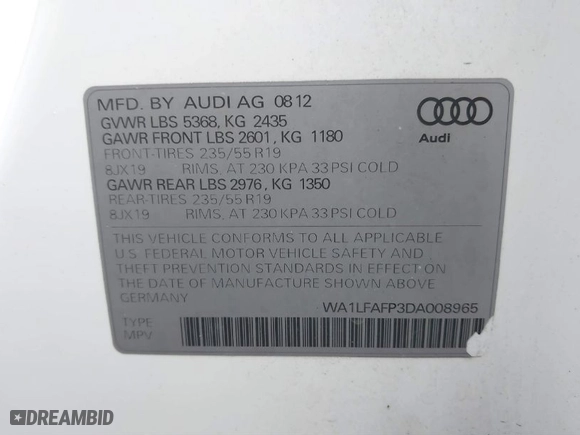 MFD. BY AUDI AG 0812
GVWR LBS 5368, KG 2435
GAWR FRONT LBS 2601, KG 1180
FRONT-TIRES 235/55 R19
8JX19 RIMS, AT 230 KPA 33 PSI COLD
GAWR REAR LBS 2976, KG 1350
REAR-TIRES 235/55 R19
8JX19 RIMS, AT 230 KPA 33 PSI COLD
Audi
THIS VEHICLE CONFORMS TO ALL APPLICABLE
U.S. FEDERAL MOTOR VEHICLE SAFETY AND
THEFT PREVENTION STANDARDS IN EFFECT ON
THE DATE OF MANUFACTURE SHOWN ABOVE.
GERMANY WA1LFAFP3DA008965
TYPE
MPV
DREAMBID